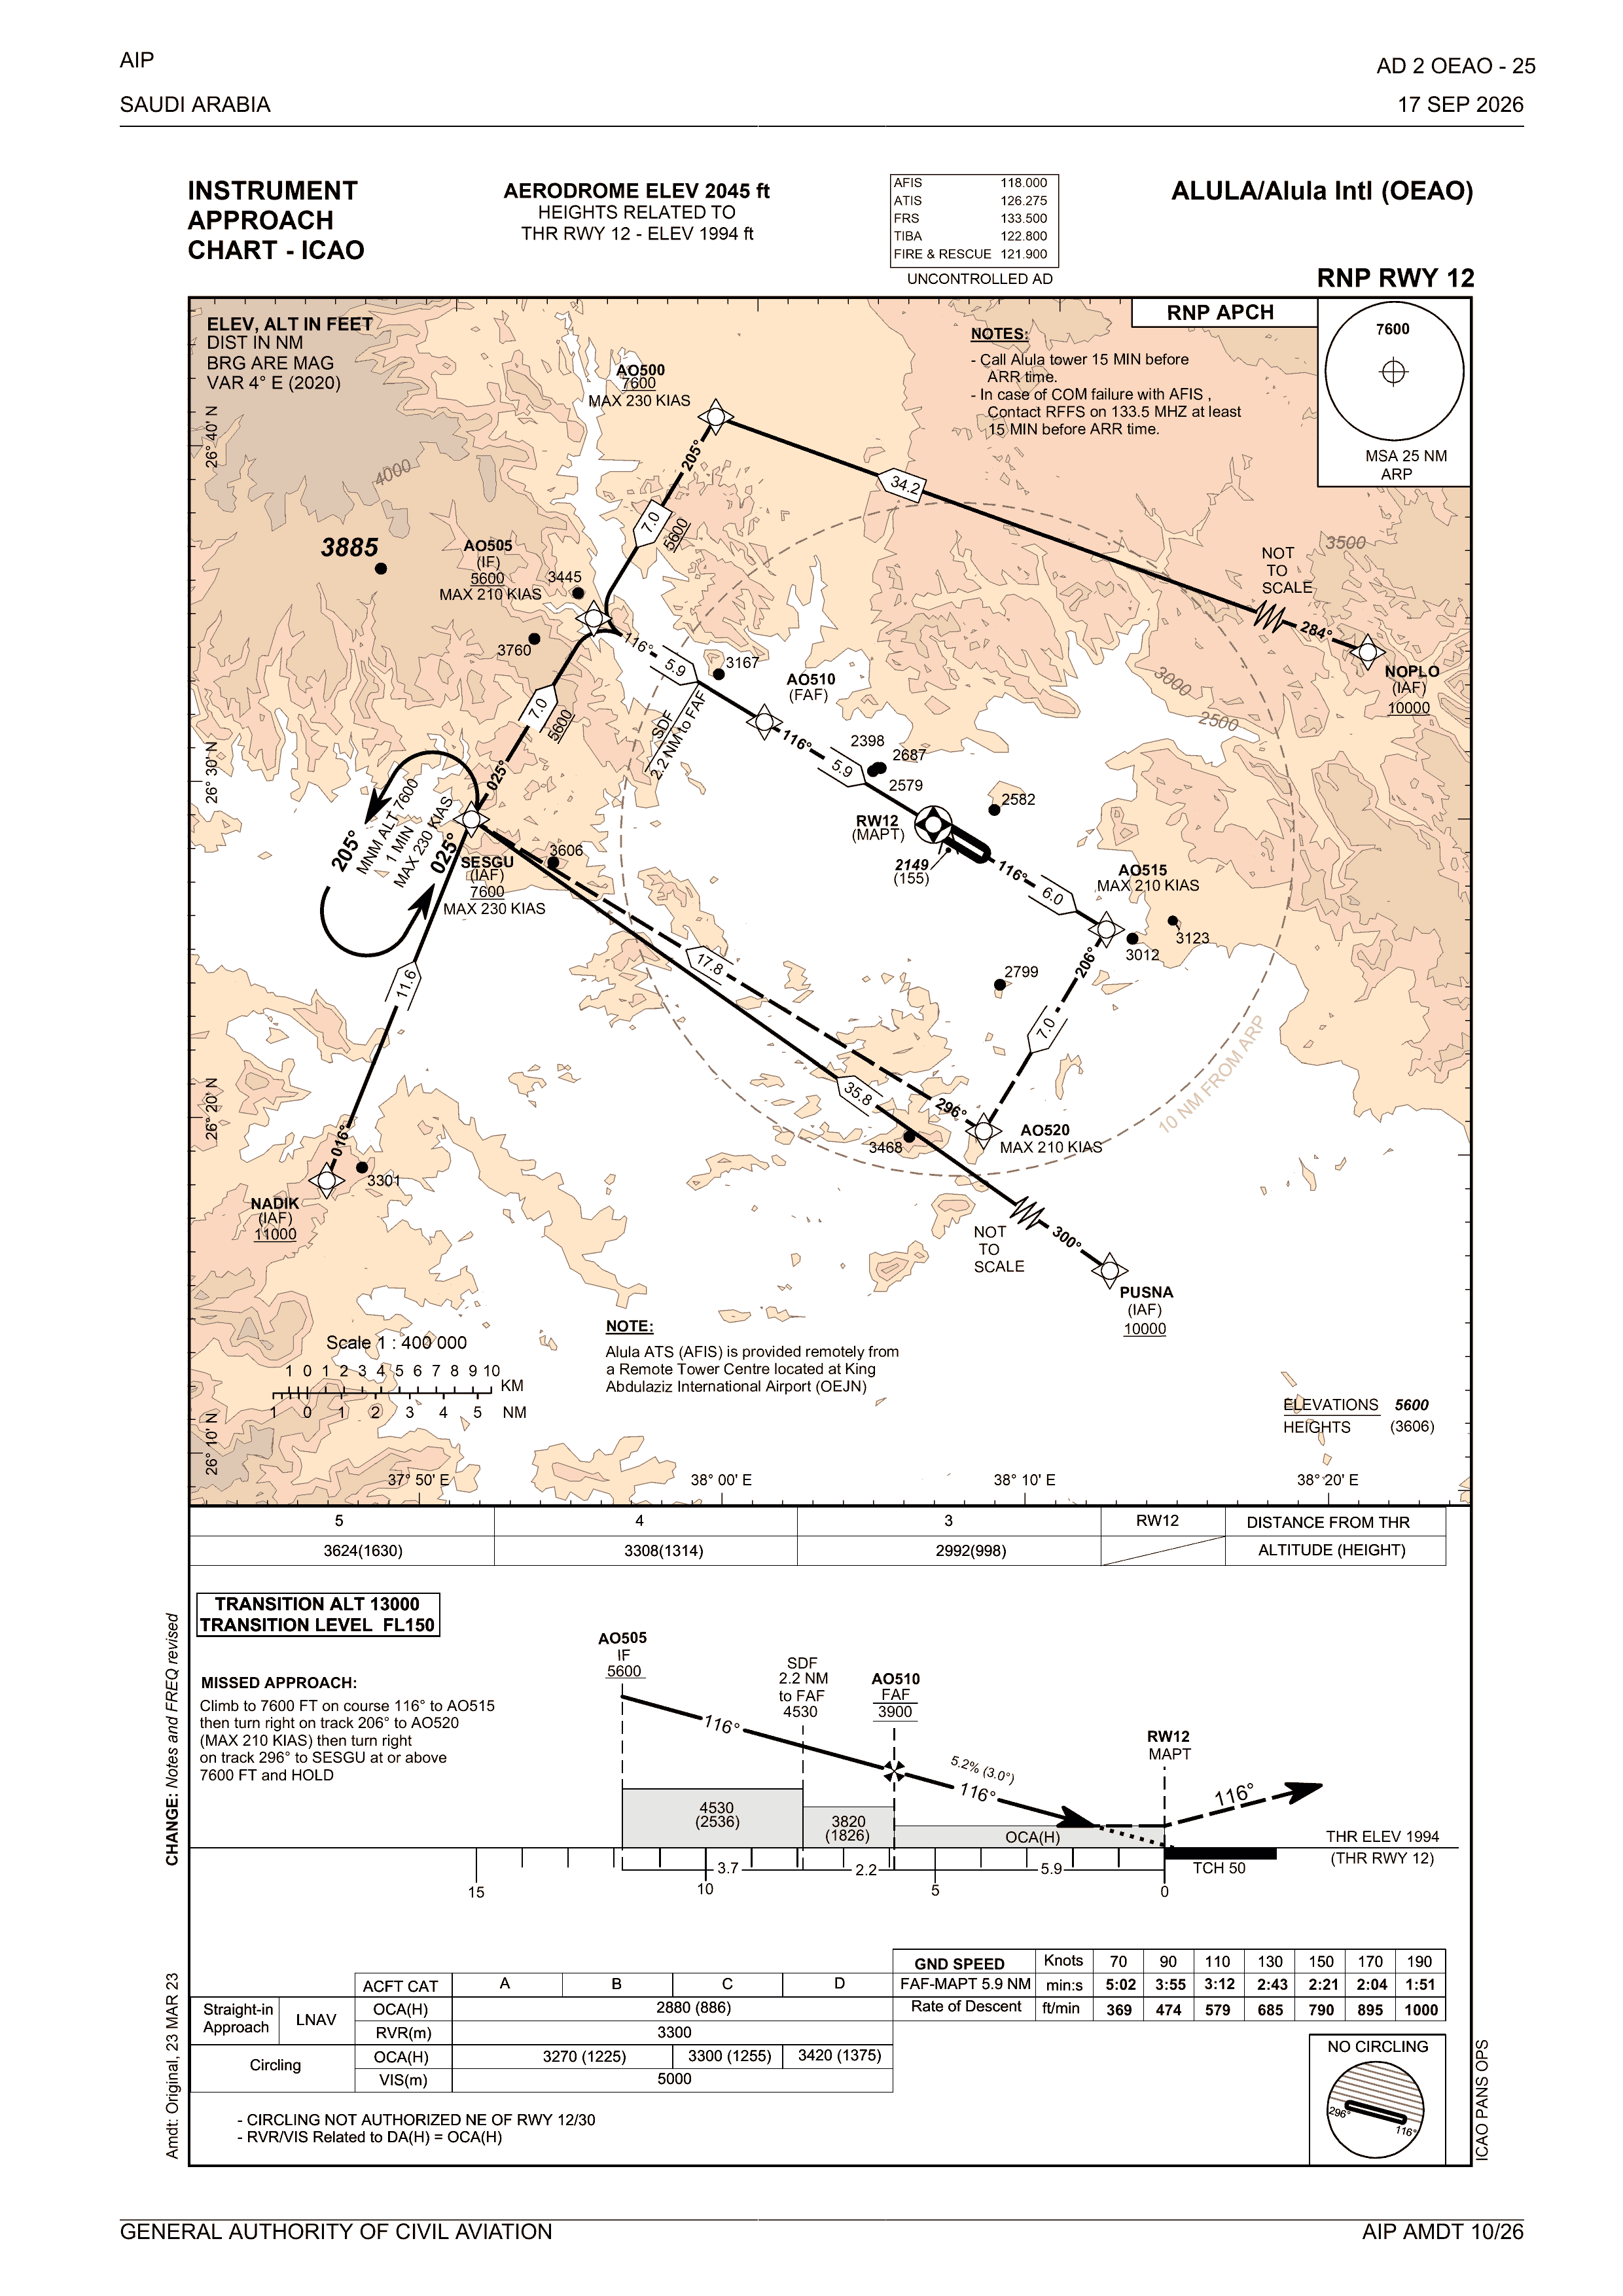 AIP
AD 2 OEAO - 25
SAUDI ARABIA
17 SEP 2026
INSTRUMENT
APPROACH
CHART - ICAO
AERODROME ELEV 2045 ft
HEIGHTS RELATED TO
THR RWY 12 - ELEV 1994 ft
AFIS 118.000
ATIS 126.275
FRS 133.500
TIBA 122.800
FIRE & RESCUE 121.900
UNCONTROLLED AD
ALULA/Alula Intl (OEAO)
RNP RWY 12
ELEV, ALT IN FEET
DIST IN NM
BRG ARE MAG
VAR 4° E (2020)
RNP APCH
7600
MSA 25 NM
ARP
NOTES:
- Call Alula tower 15 MIN before
ARR time.
- In case of COM failure with AFIS ,
Contact RFFS on 133.5 MHZ at least
15 MIN before ARR time.
AO500
7600
MAX 230 KIAS
205°
7.0
5600
34.2
NOT
TO
SCALE
284°
NOPLO
(IAF)
10000
26° 40' N
4000
3500
3000
2500
3885
AO505
(IF)
5600
MAX 210 KIAS
3445
3760
116°
5.9
3167
SDF
2.2 NM to FAF
AO510
(FAF)
116°
5.9
2398
2687
2579
2582
RW12
(MAPT)
2149
(155)
116°
6.0
AO515
MAX 210 KIAS
3123
3012
2799
206°
7.0
7.0
5600
025°
26° 30' N
205°
MNM ALT 7600
1 MIN
MAX 230 KIAS
025°
SESGU
(IAF)
7600
MAX 230 KIAS
3606
17.8
35.8
296°
3468
AO520
MAX 210 KIAS
10 NM FROM ARP
11.6
016°
3301
NADIK
(IAF)
11000
26° 20' N
NOT
TO
SCALE
300°
PUSNA
(IAF)
10000
Scale 1 : 400 000
1 0 1 2 3 4 5 6 7 8 9 10
KM
1 0 1 2 3 4 5 NM
NOTE:
Alula ATS (AFIS) is provided remotely from
a Remote Tower Centre located at King
Abdulaziz International Airport (OEJN)
ELEVATIONS 5600
HEIGHTS (3606)
26° 10' N
37° 50' E
38° 00' E
38° 10' E
38° 20' E
5 4 3 RW12 DISTANCE FROM THR
3624(1630) 3308(1314) 2992(998) ALTITUDE (HEIGHT)
TRANSITION ALT 13000
TRANSITION LEVEL FL150
MISSED APPROACH:
Climb to 7600 FT on course 116° to AO515
then turn right on track 206° to AO520
(MAX 210 KIAS) then turn right
on track 296° to SESGU at or above
7600 FT and HOLD
AO505
IF
5600
SDF
2.2 NM
to FAF
4530
AO510
FAF
3900
RW12
MAPT
116°
5.2% (3.0°)
116°
116°
4530
(2536)
3820
(1826)
OCA(H)
THR ELEV 1994
(THR RWY 12)
3.7
2.2
5.9
TCH 50
15
10
5
0
CHANGE: Notes and FREQ revised
Amdt: Original, 23 MAR 23
GND SPEED Knots 70 90 110 130 150 170 190
FAF-MAPT 5.9 NM min:s 5:02 3:55 3:12 2:43 2:21 2:04 1:51
Rate of Descent ft/min 369 474 579 685 790 895 1000
ACFT CAT A B C D
Straight-in
Approach
LNAV
OCA(H) 2880 (886)
RVR(m) 3300
Circling
OCA(H) 3270 (1225) 3300 (1255) 3420 (1375)
VIS(m) 5000
- CIRCLING NOT AUTHORIZED NE OF RWY 12/30
- RVR/VIS Related to DA(H) = OCA(H)
NO CIRCLING
296°
116°
ICAO PANS OPS
GENERAL AUTHORITY OF CIVIL AVIATION
AIP AMDT 10/26